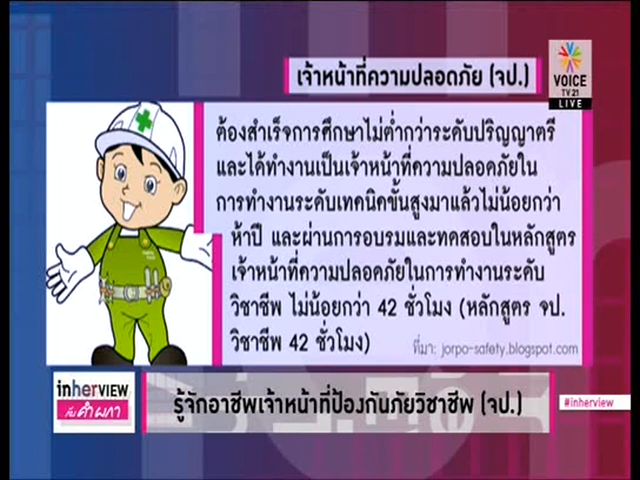 เจ้าหน้าที่ความปลอดภัย (จป.)
VOICE
TV 21
LIVE
ต้องสำเร็จการศึกษาไม่ต่ำกว่าระดับปริญญาตรี
และได้ทำงานเป็นเจ้าหน้าที่ความปลอดภัยใน
การทำงานระดับเทคนิคขั้นสูงมาแล้วไม่น้อยกว่า
ห้าปี และผ่านการอบรมและทดสอบในหลักสูตร
เจ้าหน้าที่ความปลอดภัยในการทำงานระดับ
วิชาชีพ ไม่น้อยกว่า 42 ชั่วโมง (หลักสูตร จป.
วิชาชีพ 42 ชั่วโมง)
ที่มา: jorpo-safety.blogspot.com
inherVIEW
กับคำผกา
รู้จักอาชีพเจ้าหน้าที่ป้องกันภัยวิชาชีพ (จป.)
#inherview